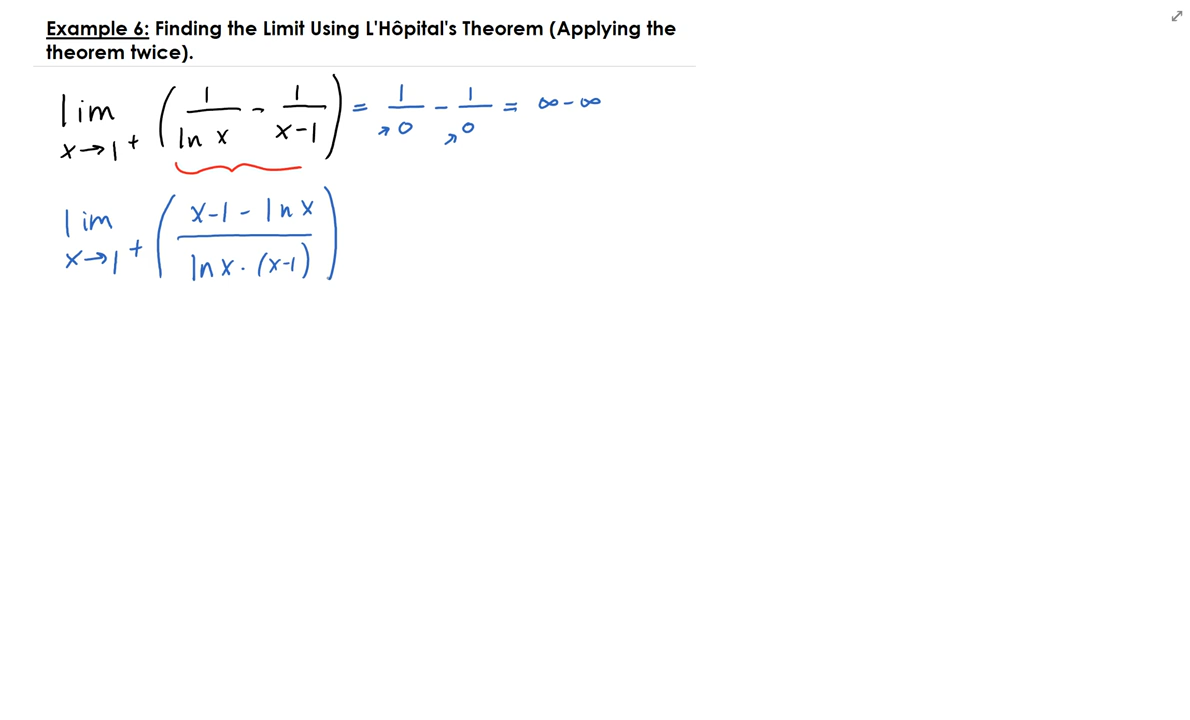 Example 6: Finding the Limit Using L'Hôpital's Theorem (Applying the
theorem twice).
lim x→1⁺ ( 1/ln x - 1/x-1 ) = 1/→0 - 1/→0 = ∞ - ∞
lim x→1⁺ ( x-1 - ln x / ln x · (x-1) )